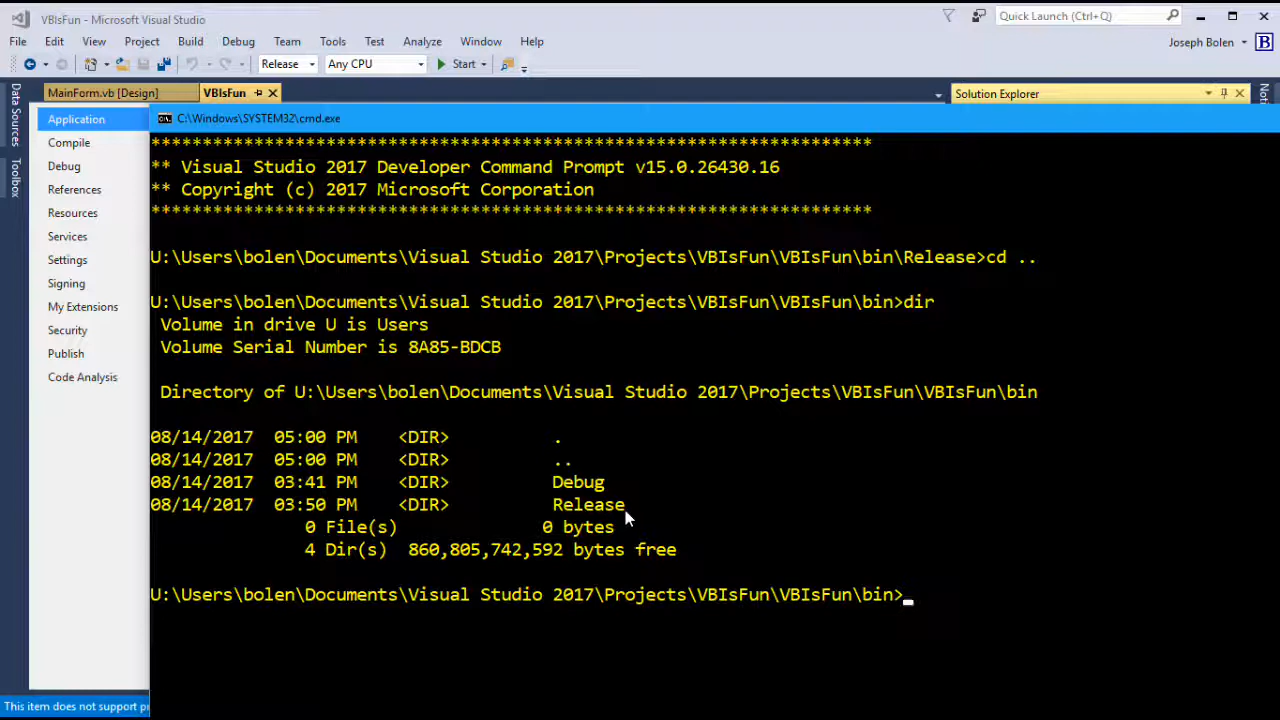 VBIsFun - Microsoft Visual Studio
Quick Launch (Ctrl+Q)
File Edit View Project Build Debug Team Tools Test Analyze Window Help
Joseph Bolen B
Release Any CPU Start
MainForm.vb [Design] VBIsFun Solution Explorer
Data Sources
Toolbox
Application
Compile
Debug
References
Resources
Services
Settings
Signing
My Extensions
Security
Publish
Code Analysis
C:\Windows\SYSTEM32\cmd.exe
**********************************************************************
** Visual Studio 2017 Developer Command Prompt v15.0.26430.16
** Copyright (c) 2017 Microsoft Corporation
**********************************************************************
U:\Users\bolen\Documents\Visual Studio 2017\Projects\VBIsFun\VBIsFun\bin\Release>cd ..
U:\Users\bolen\Documents\Visual Studio 2017\Projects\VBIsFun\VBIsFun\bin>dir
Volume in drive U is Users
Volume Serial Number is 8A85-BDCB
Directory of U:\Users\bolen\Documents\Visual Studio 2017\Projects\VBIsFun\VBIsFun\bin
08/14/2017 05:00 PM <DIR> .
08/14/2017 05:00 PM <DIR> ..
08/14/2017 03:41 PM <DIR> Debug
08/14/2017 03:50 PM <DIR> Release
0 File(s) 0 bytes
4 Dir(s) 860,805,742,592 bytes free
U:\Users\bolen\Documents\Visual Studio 2017\Projects\VBIsFun\VBIsFun\bin>
This item does not support